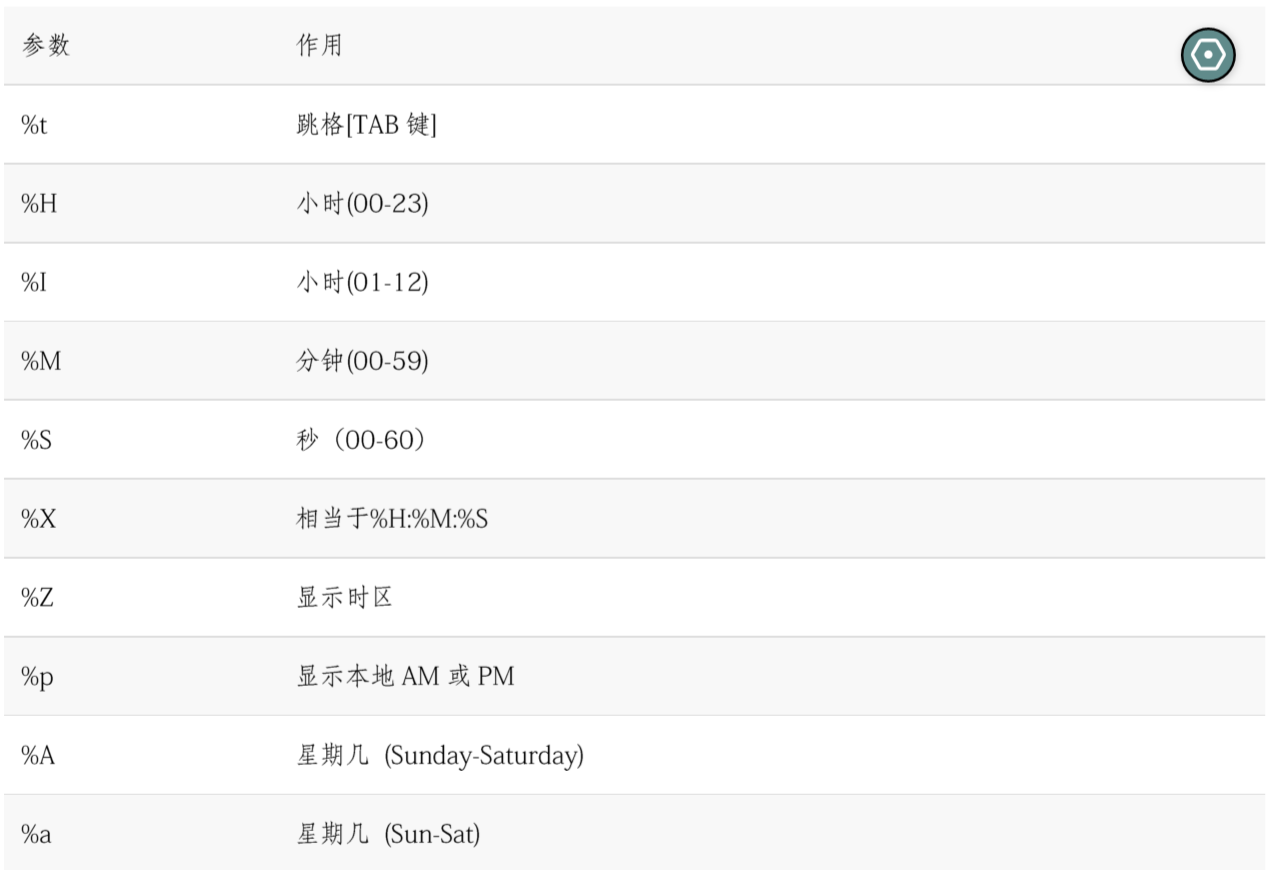 参数 作用
%t 跳格[TAB 键]
%H 小时(00-23)
%I 小时(01-12)
%M 分钟(00-59)
%S 秒（00-60）
%X 相当于%H:%M:%S
%Z 显示时区
%p 显示本地 AM 或 PM
%A 星期几 (Sunday-Saturday)
%a 星期几 (Sun-Sat)